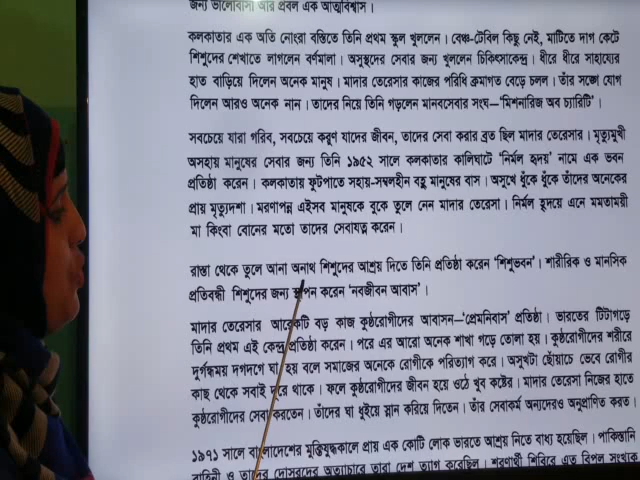 জন্য ভালোবাসা আর প্রবল এক আত্মবিশ্বাস।
কলকাতার এক অতি নোংরা বস্তিতে তিনি প্রথম স্কুল খুললেন। বেঞ্চ-টেবিল কিছু নেই, মাটিতে দাগ কেটে
শিশুদের শেখাতে লাগলেন বর্ণমালা। অসুস্থদের সেবার জন্য খুললেন চিকিৎসাকেন্দ্র। ধীরে ধীরে সাহায্যের
হাত বাড়িয়ে দিলেন অনেক মানুষ। মাদার তেরেসার কাজের পরিধি ক্রমাগত বেড়ে চলল। তাঁর সঙ্গে যোগ
দিলেন আরও অনেক নান। তাদের নিয়ে তিনি গড়লেন মানবসেবার সংঘ—‘মিশনারিজ অব চ্যারিটি’।
সবচেয়ে যারা গরিব, সবচেয়ে করুণ যাদের জীবন, তাদের সেবা করার ব্রত ছিল মাদার তেরেসার। মৃত্যুমুখী
অসহায় মানুষের সেবার জন্য তিনি ১৯৫২ সালে কলকাতার কালিঘাটে ‘নির্মল হৃদয়’ নামে এক ভবন
প্রতিষ্ঠা করেন। কলকাতায় ফুটপাতে সহায়-সম্বলহীন বহু মানুষের বাস। অসুখে ধুঁকে ধুঁকে তাঁদের অনেকের
প্রায় মৃত্যুদশা। মরণাপন্ন এইসব মানুষকে বুকে তুলে নেন মাদার তেরেসা। নির্মল হৃদয়ে এনে মমতাময়ী
মা কিংবা বোনের মতো তাদের সেবাযত্ন করেন।
রাস্তা থেকে তুলে আনা অনাথ শিশুদের আশ্রয় দিতে তিনি প্রতিষ্ঠা করেন ‘শিশুভবন’। শারীরিক ও মানসিক
প্রতিবন্ধী শিশুদের জন্য স্থাপন করেন ‘নবজীবন আবাস’।
মাদার তেরেসার আরেকটি বড় কাজ কুষ্ঠরোগীদের আবাসন—‘প্রেমনিবাস’ প্রতিষ্ঠা। ভারতের টিটাগড়ে
তিনি প্রথম এই কেন্দ্র প্রতিষ্ঠা করেন। পরে এর আরো অনেক শাখা গড়ে তোলা হয়। কুষ্ঠরোগীদের শরীরে
দুর্গন্ধময় দগদগে ঘা হয় বলে সমাজের অনেকে রোগীকে পরিত্যাগ করে। অসুখটা ছোঁয়াচে ভেবে রোগীর
কাছ থেকে সবাই দূরে থাকে। ফলে কুষ্ঠরোগীদের জীবন হয়ে ওঠে খুব কষ্টের। মাদার তেরেসা নিজের হাতে
কুষ্ঠরোগীদের সেবা করতেন। তাঁদের ঘা ধুইয়ে স্নান করিয়ে দিতেন। তাঁর সেবাকর্ম অন্যদেরও অনুপ্রাণিত করত।
১৯৭১ সালে বাংলাদেশের মুক্তিযুদ্ধকালে প্রায় এক কোটি লোক ভারতে আশ্রয় নিতে বাধ্য হয়েছিল। পাকিস্তানি
বাহিনী ও তাদের দোসরদের অত্যাচারে তারা দেশ ত্যাগ করেছিল। শরণার্থী শিবিরে এত বিপুল সংখ্যক